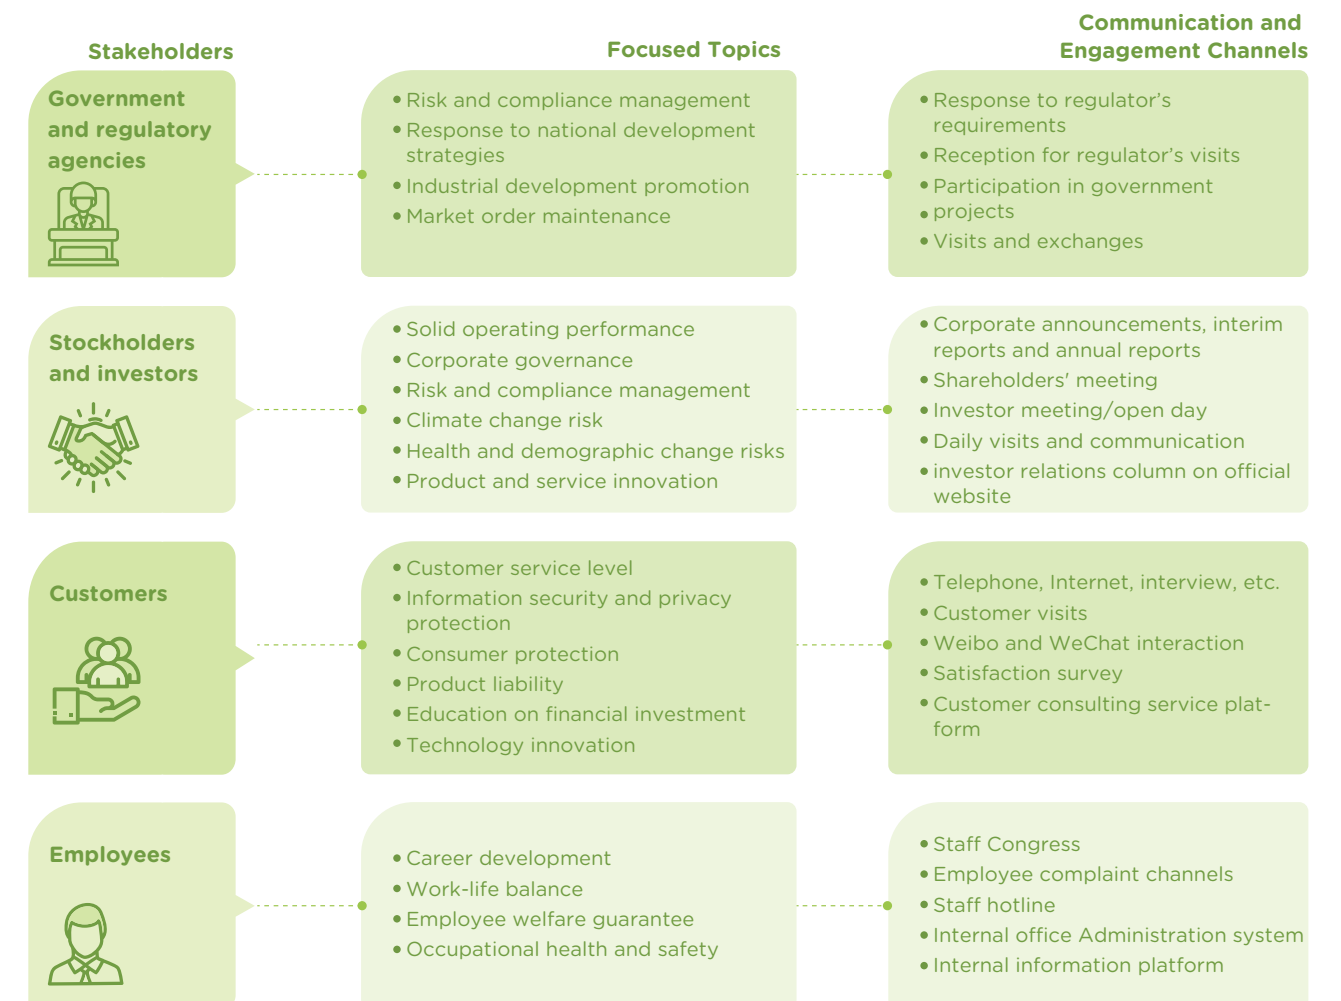 Stakeholders
Focused Topics
Communication and
Engagement Channels
Government
and regulatory
agencies
• Risk and compliance management
• Response to national development
strategies
• Industrial development promotion
• Market order maintenance
• Response to regulator’s
requirements
• Reception for regulator’s visits
• Participation in government
• projects
• Visits and exchanges
Stockholders
and investors
• Solid operating performance
• Corporate governance
• Risk and compliance management
• Climate change risk
• Health and demographic change risks
• Product and service innovation
• Corporate announcements, interim
reports and annual reports
• Shareholders' meeting
• Investor meeting/open day
• Daily visits and communication
• investor relations column on official
website
Customers
• Customer service level
• Information security and privacy
protection
• Consumer protection
• Product liability
• Education on financial investment
• Technology innovation
• Telephone, Internet, interview, etc.
• Customer visits
• Weibo and WeChat interaction
• Satisfaction survey
• Customer consulting service plat-
form
Employees
• Career development
• Work-life balance
• Employee welfare guarantee
• Occupational health and safety
• Staff Congress
• Employee complaint channels
• Staff hotline
• Internal office Administration system
• Internal information platform